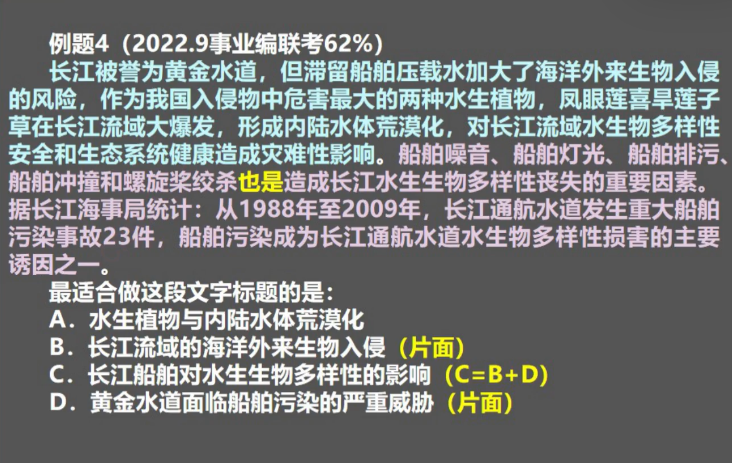 例题4（2022.9事业编联考62%）
长江被誉为黄金水道，但滞留船舶压载水加大了海洋外来生物入侵
的风险，作为我国入侵物中危害最大的两种水生植物，凤眼莲喜旱莲子
草在长江流域大爆发，形成内陆水体荒漠化，对长江流域水生物多样性
安全和生态系统健康造成灾难性影响。船舶噪音、船舶灯光、船舶排污、
船舶冲撞和螺旋桨绞杀也是造成长江水生生物多样性丧失的重要因素。
据长江海事局统计：从1988年至2009年，长江通航水道发生重大船舶
污染事故23件，船舶污染成为长江通航水道水生物多样性损害的主要
诱因之一。
最适合做这段文字标题的是：
A．水生植物与内陆水体荒漠化
B．长江流域的海洋外来生物入侵（片面）
C．长江船舶对水生生物多样性的影响（C=B+D）
D．黄金水道面临船舶污染的严重威胁（片面）